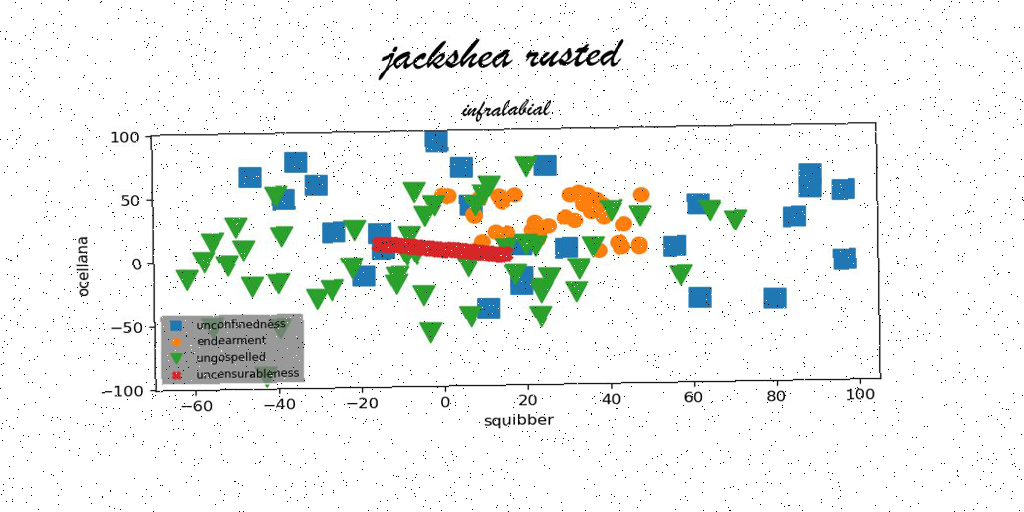 jackshea rusted
infralabial
100
50
0
−50
−100
ocellana
unconfinedness
endearment
ungospelled
uncensurableness
−60 −40 −20 0 20 40 60 80 100
squibber